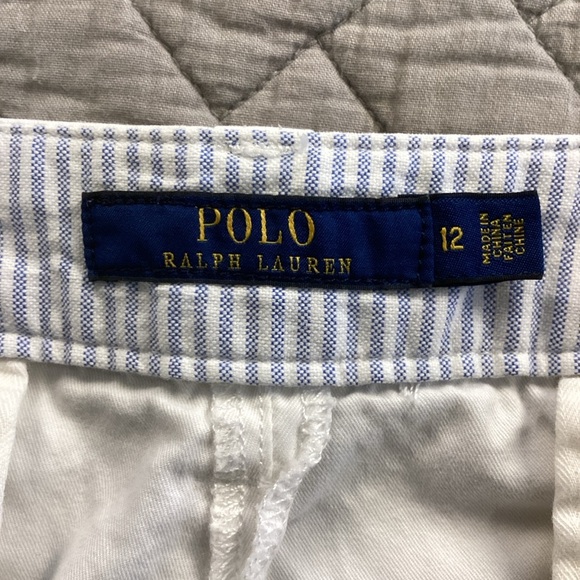 POLO
RALPH LAUREN
12
MADE IN
CHINA
FAIT EN
CHINE